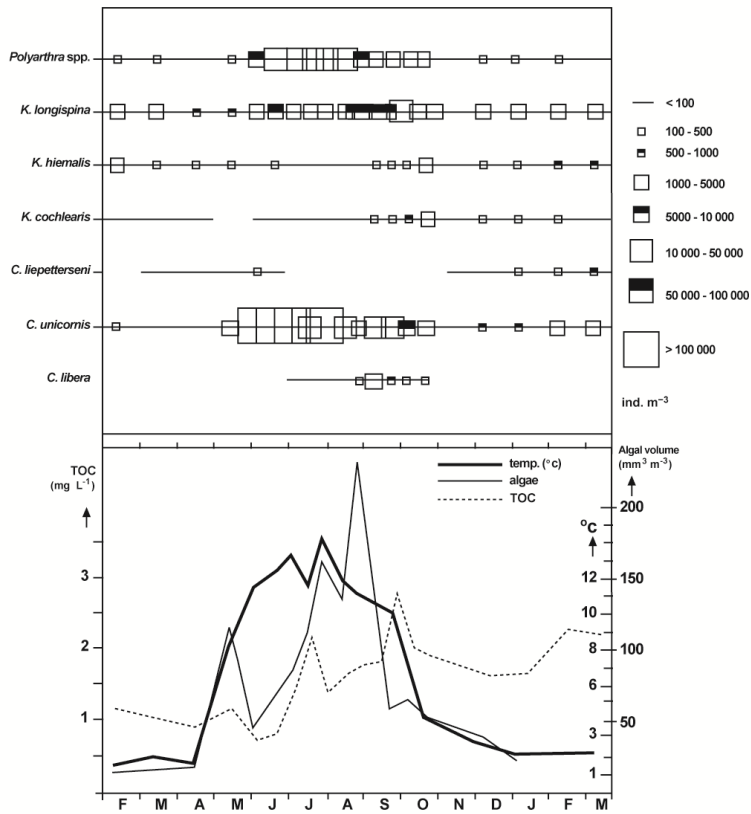 Polyarthra spp.
K. longispina
K. hiemalis
K. cochlearis
C. liepetterseni
C. unicornis
C. libera
< 100
100 - 500
500 - 1000
1000 - 5000
5000 - 10 000
10 000 - 50 000
50 000 - 100 000
> 100 000
ind. m⁻³
TOC
(mg L⁻¹)
3
2
1
temp. (°c)
algae
TOC
Algal volume
(mm³ m⁻³)
°c
12
10
8
6
3
1
200
150
100
50
F M A M J J A S O N D J F M